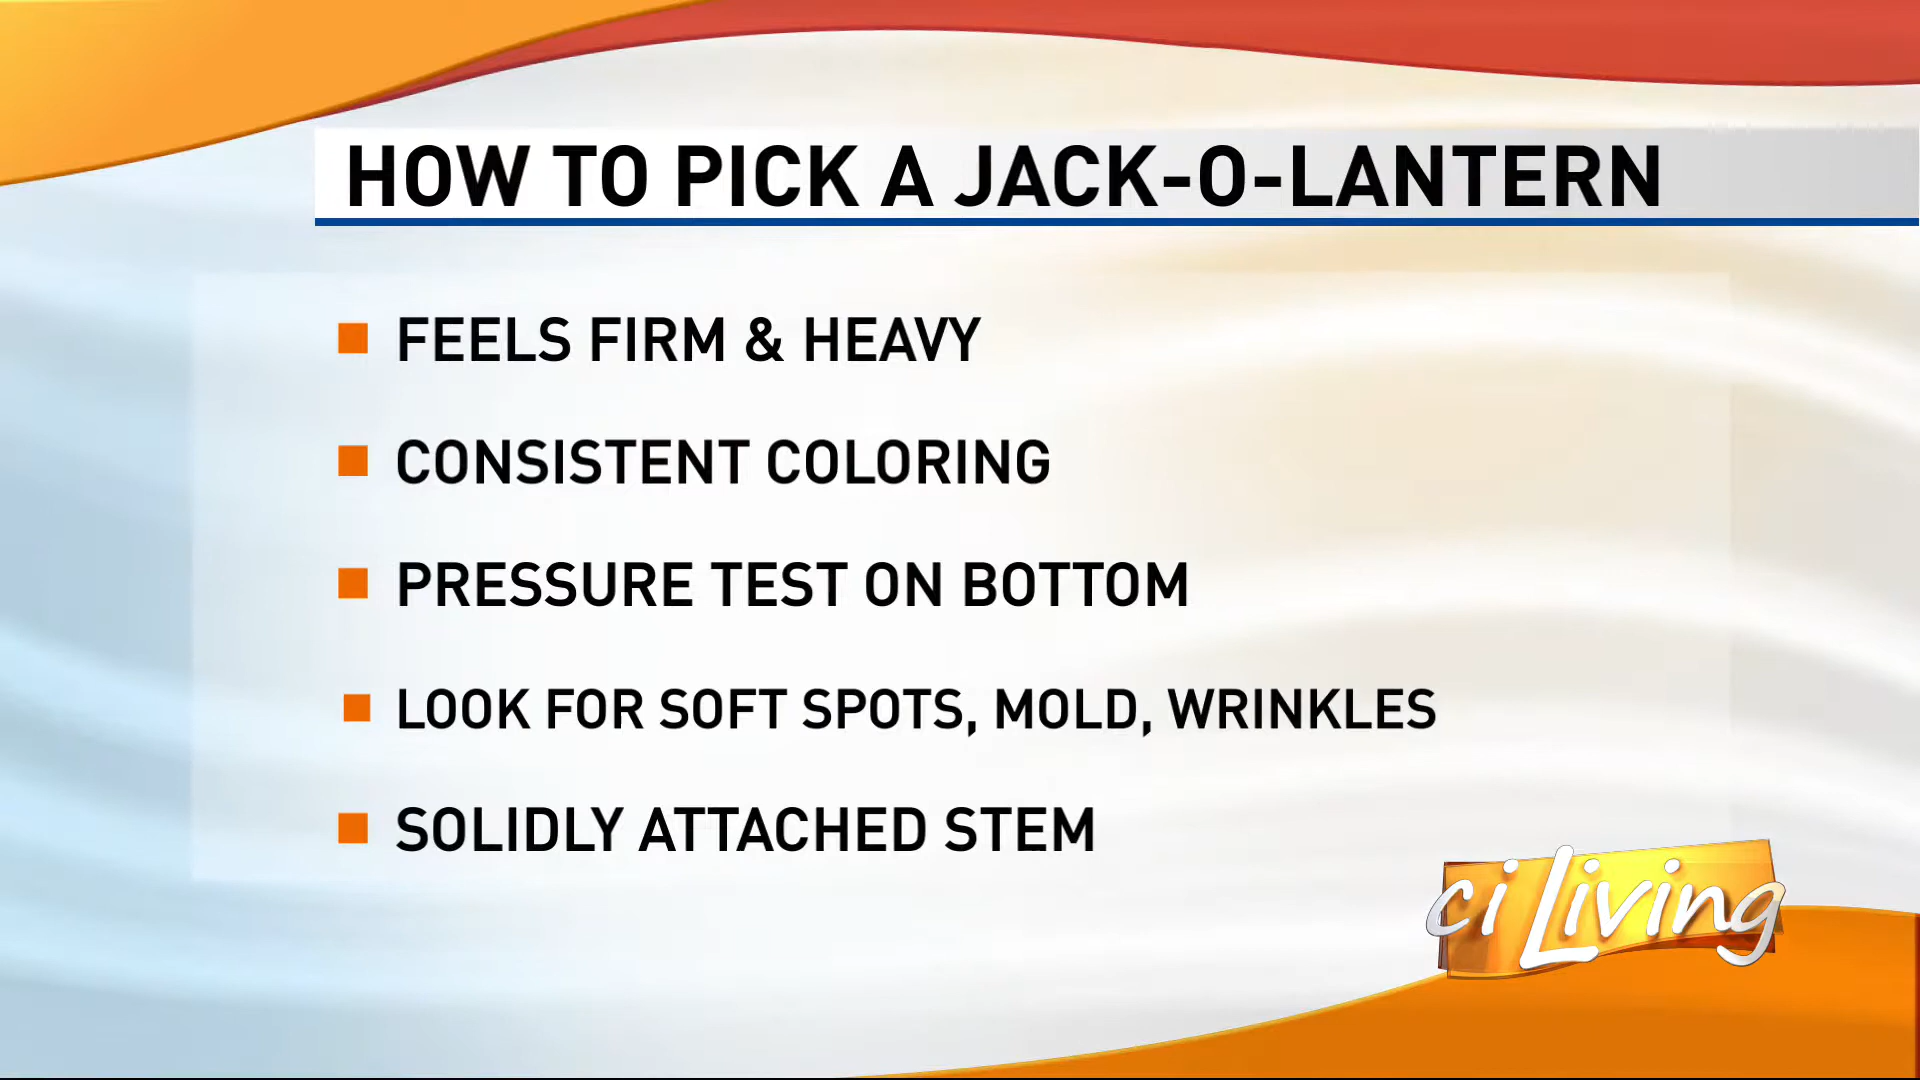 HOW TO PICK A JACK-O-LANTERN
FEELS FIRM & HEAVY
CONSISTENT COLORING
PRESSURE TEST ON BOTTOM
LOOK FOR SOFT SPOTS, MOLD, WRINKLES
SOLIDLY ATTACHED STEM
ci Living